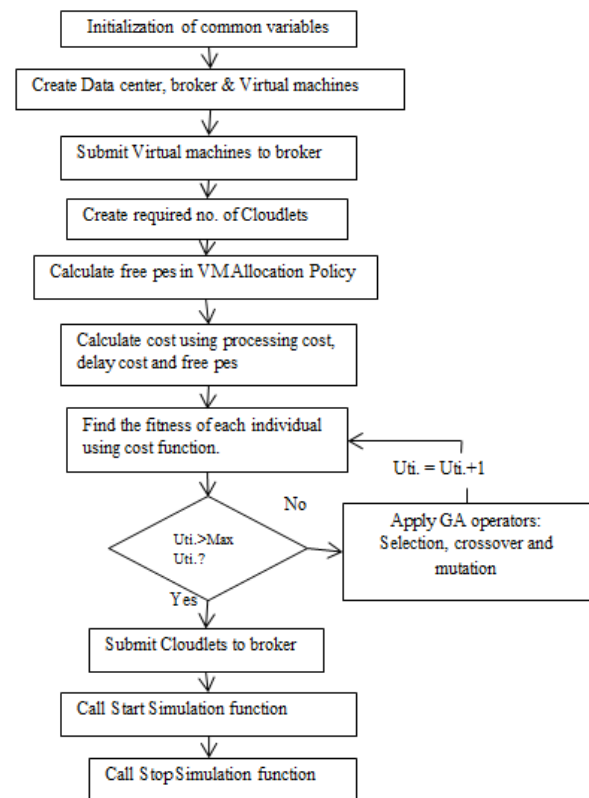 Initialization of common variables
Create Data center, broker & Virtual machines
Submit Virtual machines to broker
Create required no. of Cloudlets
Calculate free pes in VMAllocation Policy
Calculate cost using processing cost,
delay cost and free pes
Find the fitness of each individual
using cost function.
Uti. = Uti.+1
No
Uti.>Max
Uti.?
Apply GA operators:
Selection, crossover and
mutation
Yes
Submit Cloudlets to broker
Call Start Simulation function
Call Stop Simulation function